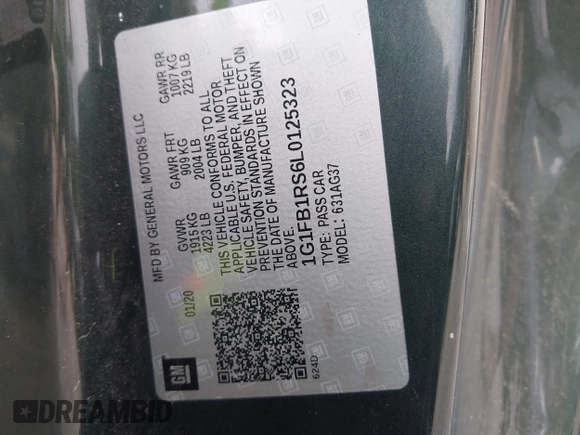 MFD BY GENERAL MOTORS LLC
01/20 GVWR GAWR FRT GAWR RR
1915 KG 909 KG 1007 KG
4223 LB 2004 LB 2219 LB
THIS VEHICLE CONFORMS TO ALL
APPLICABLE U.S. FEDERAL MOTOR
VEHICLE SAFETY, BUMPER, AND THEFT
PREVENTION STANDARDS IN EFFECT ON
THE DATE OF MANUFACTURE SHOWN
ABOVE.
1G1FB1RS6L0125323
TYPE: PASS CAR
MODEL: 631AG37
GM
624D
DREAMBID